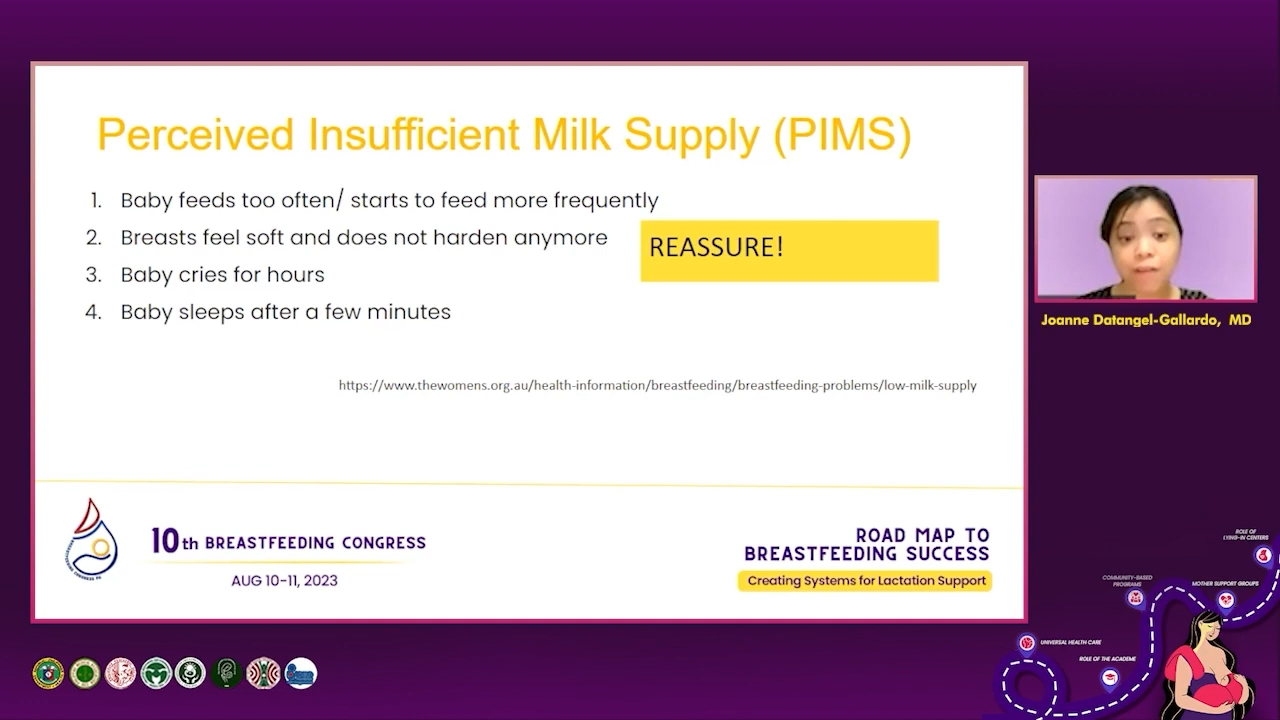 Perceived Insufficient Milk Supply (PIMS)
1. Baby feeds too often/ starts to feed more frequently
2. Breasts feel soft and does not harden anymore
REASSURE!
3. Baby cries for hours
4. Baby sleeps after a few minutes
https://www.thewomens.org.au/health-information/breastfeeding/breastfeeding-problems/low-milk-supply
Joanne Datangel-Gallardo, MD
10th BREASTFEEDING CONGRESS
AUG 10-11, 2023
ROAD MAP TO
BREASTFEEDING SUCCESS
Creating Systems for Lactation Support
ROLE OF
LYING-IN CENTERS
COMMUNITY-BASED
PROGRAMS
MOTHER SUPPORT GROUPS
UNIVERSAL HEALTH CARE
ROLE OF THE ACADEME